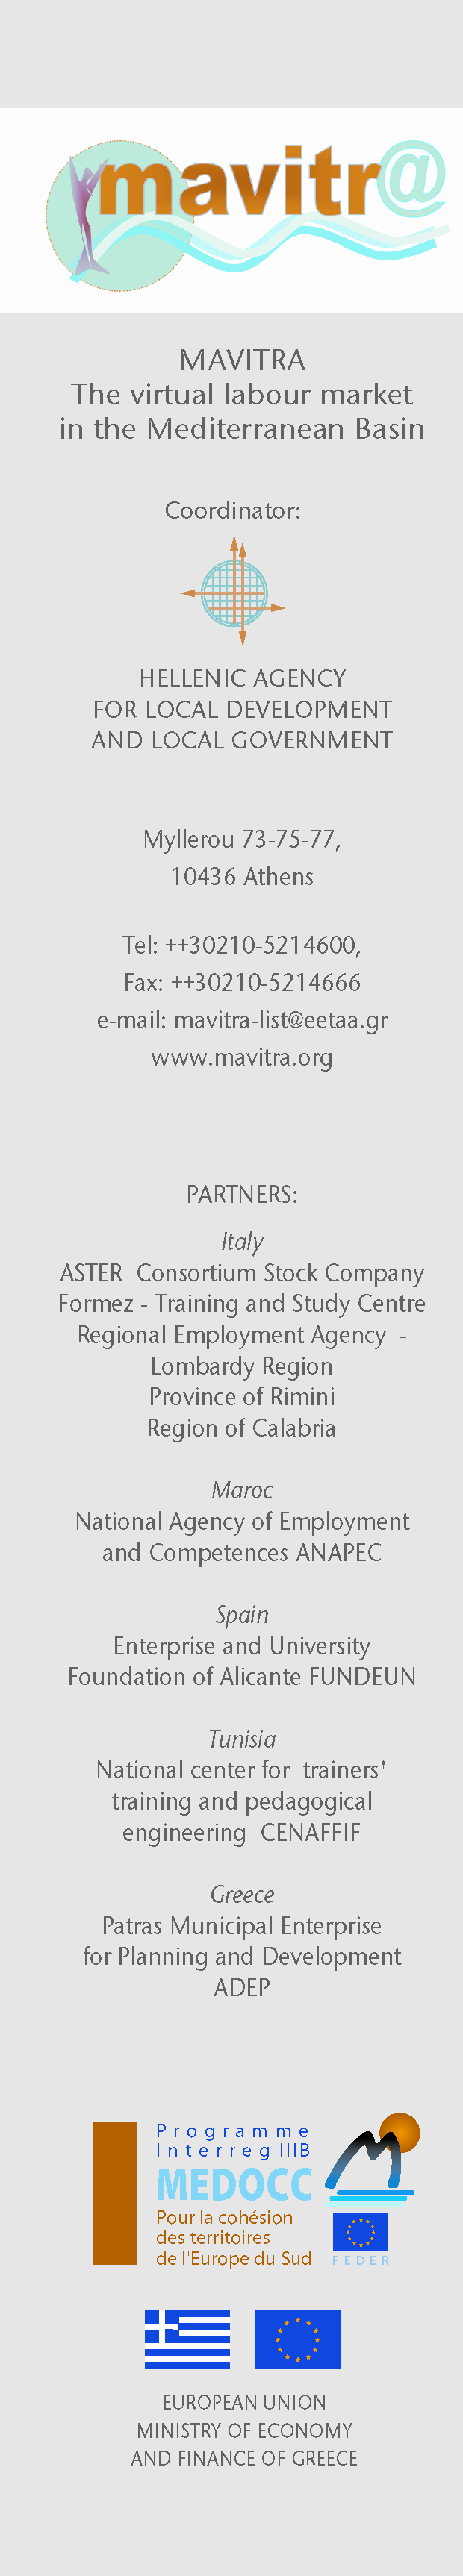 mavitr@
MAVITRA
The virtual labour market
in the Mediterranean Basin
Coordinator:
HELLENIC AGENCY
FOR LOCAL DEVELOPMENT
AND LOCAL GOVERNMENT
Myllerou 73-75-77,
10436 Athens
Tel: ++30210-5214600,
Fax: ++30210-5214666
e-mail: mavitra-list@eetaa.gr
www.mavitra.org
PARTNERS:
Italy
ASTER Consortium Stock Company
Formez - Training and Study Centre
Regional Employment Agency -
Lombardy Region
Province of Rimini
Region of Calabria
Maroc
National Agency of Employment
and Competences ANAPEC
Spain
Enterprise and University
Foundation of Alicante FUNDEUN
Tunisia
National center for trainers'
training and pedagogical
engineering CENAFFIF
Greece
Patras Municipal Enterprise
for Planning and Development
ADEP
Programme
Interreg IIIB
MEDOCC
Pour la cohésion
des territoires
de l'Europe du Sud
FEDER
EUROPEAN UNION
MINISTRY OF ECONOMY
AND FINANCE OF GREECE